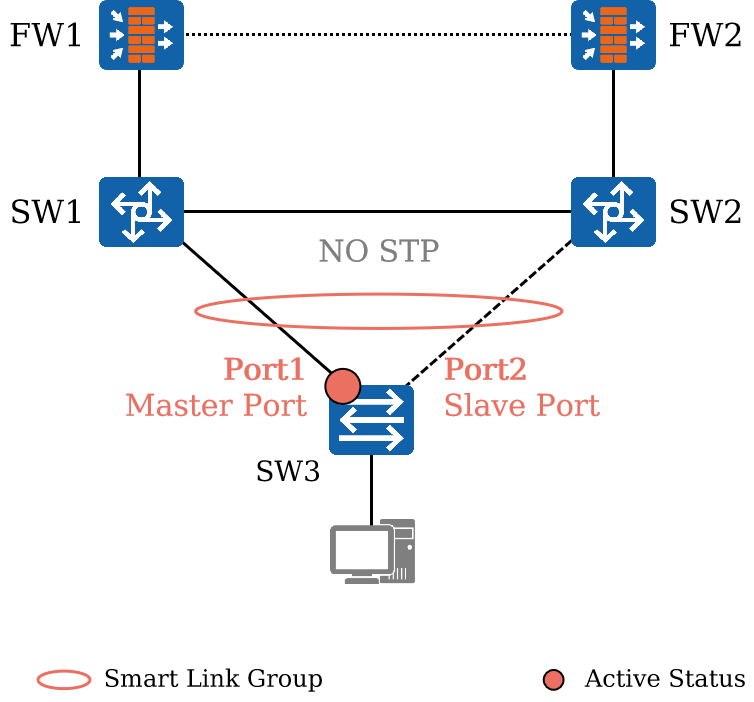 FW1
FW2
SW1
SW2
NO STP
Port1
Master Port
Port2
Slave Port
SW3
Smart Link Group
Active Status